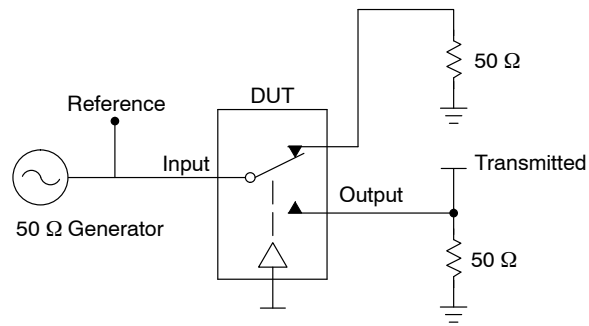 50 Ω
DUT
Reference
Input
Transmitted
Output
50 Ω Generator
50 Ω